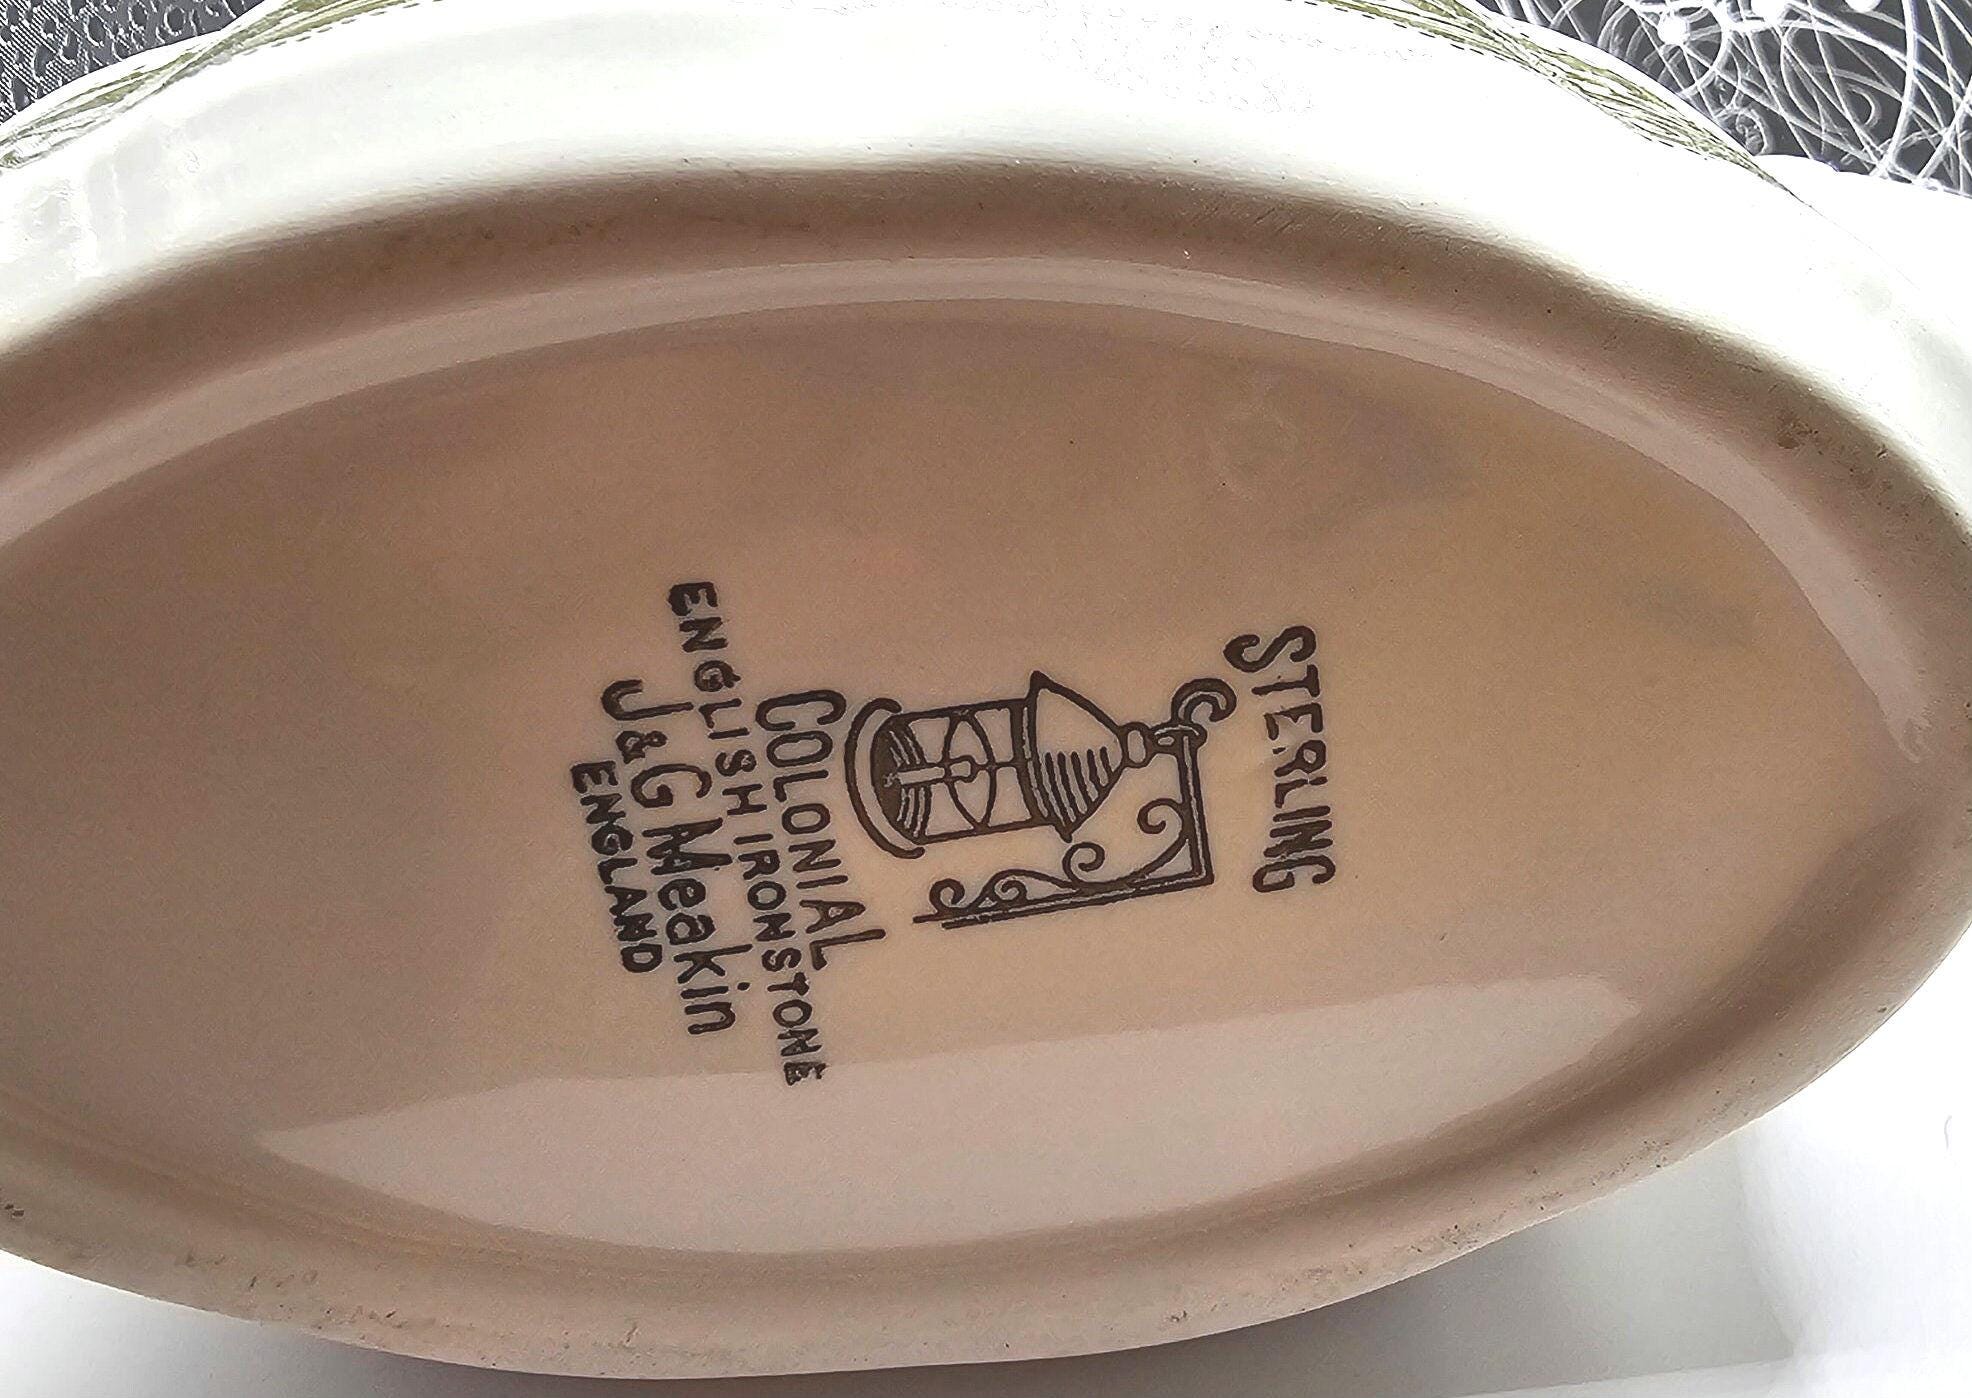 STERLING
COLONIAL
ENGLISH IRONSTONE
J & G Meakin
ENGLAND